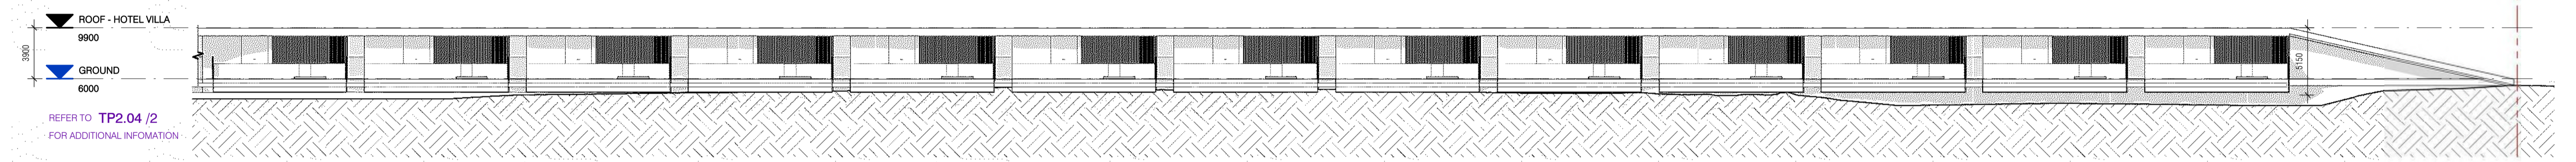 ROOF - HOTEL VILLA
9900
3900
GROUND
6000
REFER TO TP2.04 /2
FOR ADDITIONAL INFOMATION
5150